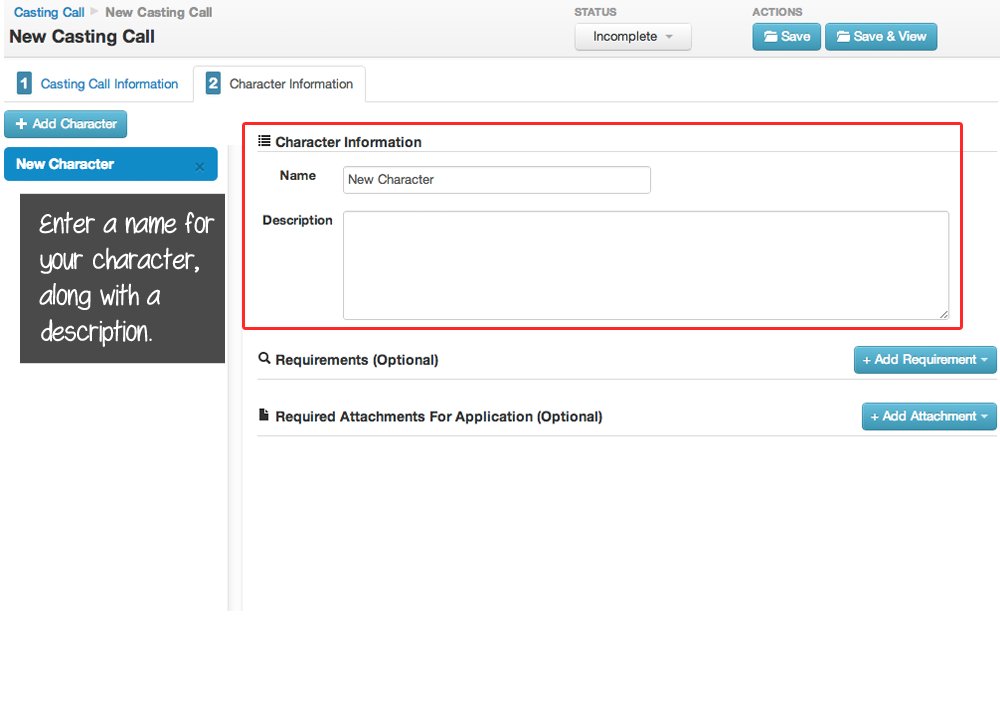 Casting Call New Casting Call
New Casting Call
STATUS
Incomplete
ACTIONS
Save Save & View
1 Casting Call Information 2 Character Information
+ Add Character
New Character ×
Enter a name for
your character,
along with a
description.
Character Information
Name New Character
Description
Requirements (Optional) + Add Requirement
Required Attachments For Application (Optional) + Add Attachment